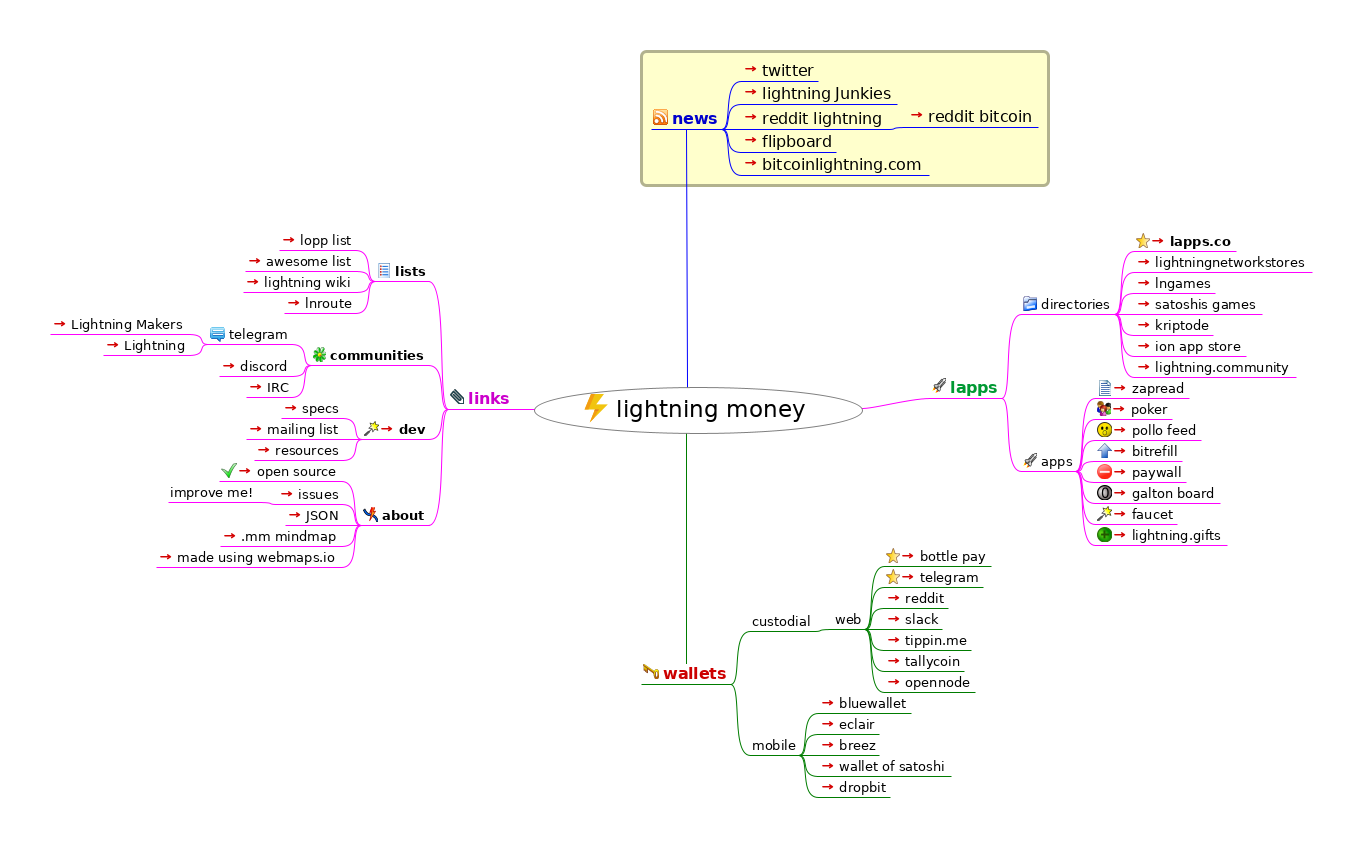 lightning money
news
twitter
lightning Junkies
reddit lightning
reddit bitcoin
flipboard
bitcoinlightning.com
links
lists
lopp list
awesome list
lightning wiki
lnroute
communities
telegram
Lightning Makers
Lightning
discord
IRC
dev
specs
mailing list
resources
about
open source
issues
improve me!
JSON
.mm mindmap
made using webmaps.io
lapps
directories
lapps.co
lightningnetworkstores
lngames
satoshis games
kriptode
ion app store
lightning.community
apps
zapread
poker
pollo feed
bitrefill
paywall
galton board
faucet
lightning.gifts
wallets
custodial
web
bottle pay
telegram
reddit
slack
tippin.me
tallycoin
opennode
mobile
bluewallet
eclair
breez
wallet of satoshi
dropbit